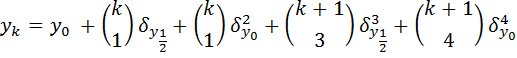 $y_k = y_0 + \binom{k}{1} \delta_{y_{\frac{1}{2}}} + \binom{k}{1} \delta^2_{y_0} + \binom{k+1}{3} \delta^3_{y_{\frac{1}{2}}} + \binom{k+1}{4} \delta^4_{y_0}$